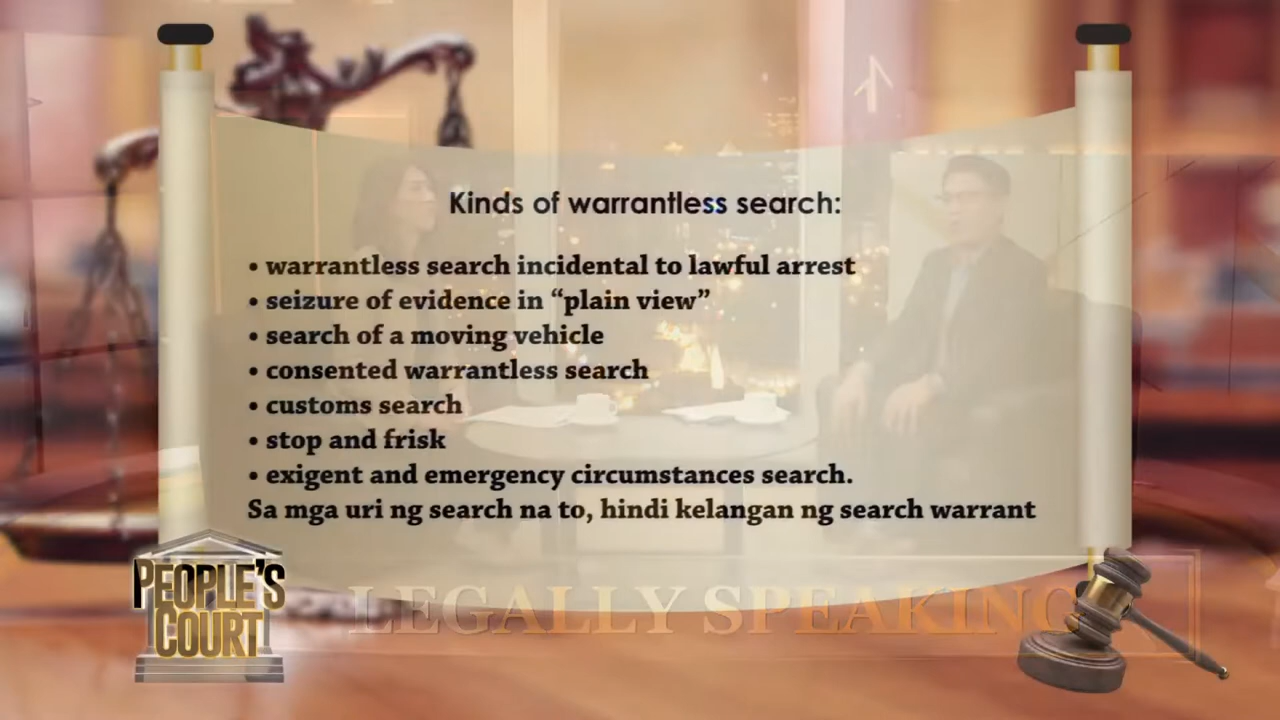 Kinds of warrantless search:
• warrantless search incidental to lawful arrest
• seizure of evidence in “plain view”
• search of a moving vehicle
• consented warrantless search
• customs search
• stop and frisk
• exigent and emergency circumstances search.
Sa mga uri ng search na to, hindi kelangan ng search warrant
PEOPLE'S
COURT
LEGALLY SPEAKING